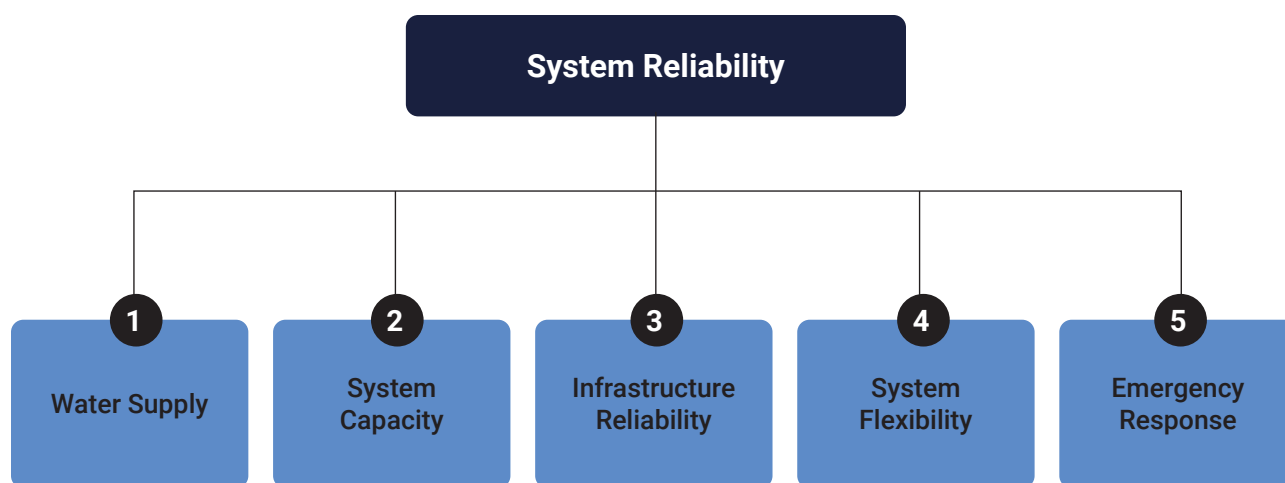 System Reliability
1
2
3
4
5
Water Supply
System
Capacity
Infrastructure
Reliability
System
Flexibility
Emergency
Response